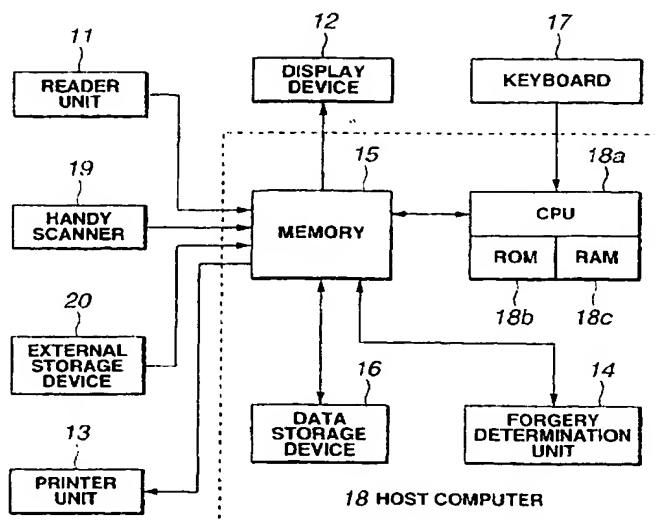 11
READER
UNIT
12
DISPLAY
DEVICE
17
KEYBOARD
19
HANDY
SCANNER
15
MEMORY
18a
CPU
ROM
RAM
18b
18c
20
EXTERNAL
STORAGE
DEVICE
16
DATA
STORAGE
DEVICE
14
FORGERY
DETERMINATION
UNIT
13
PRINTER
UNIT
18 HOST COMPUTER